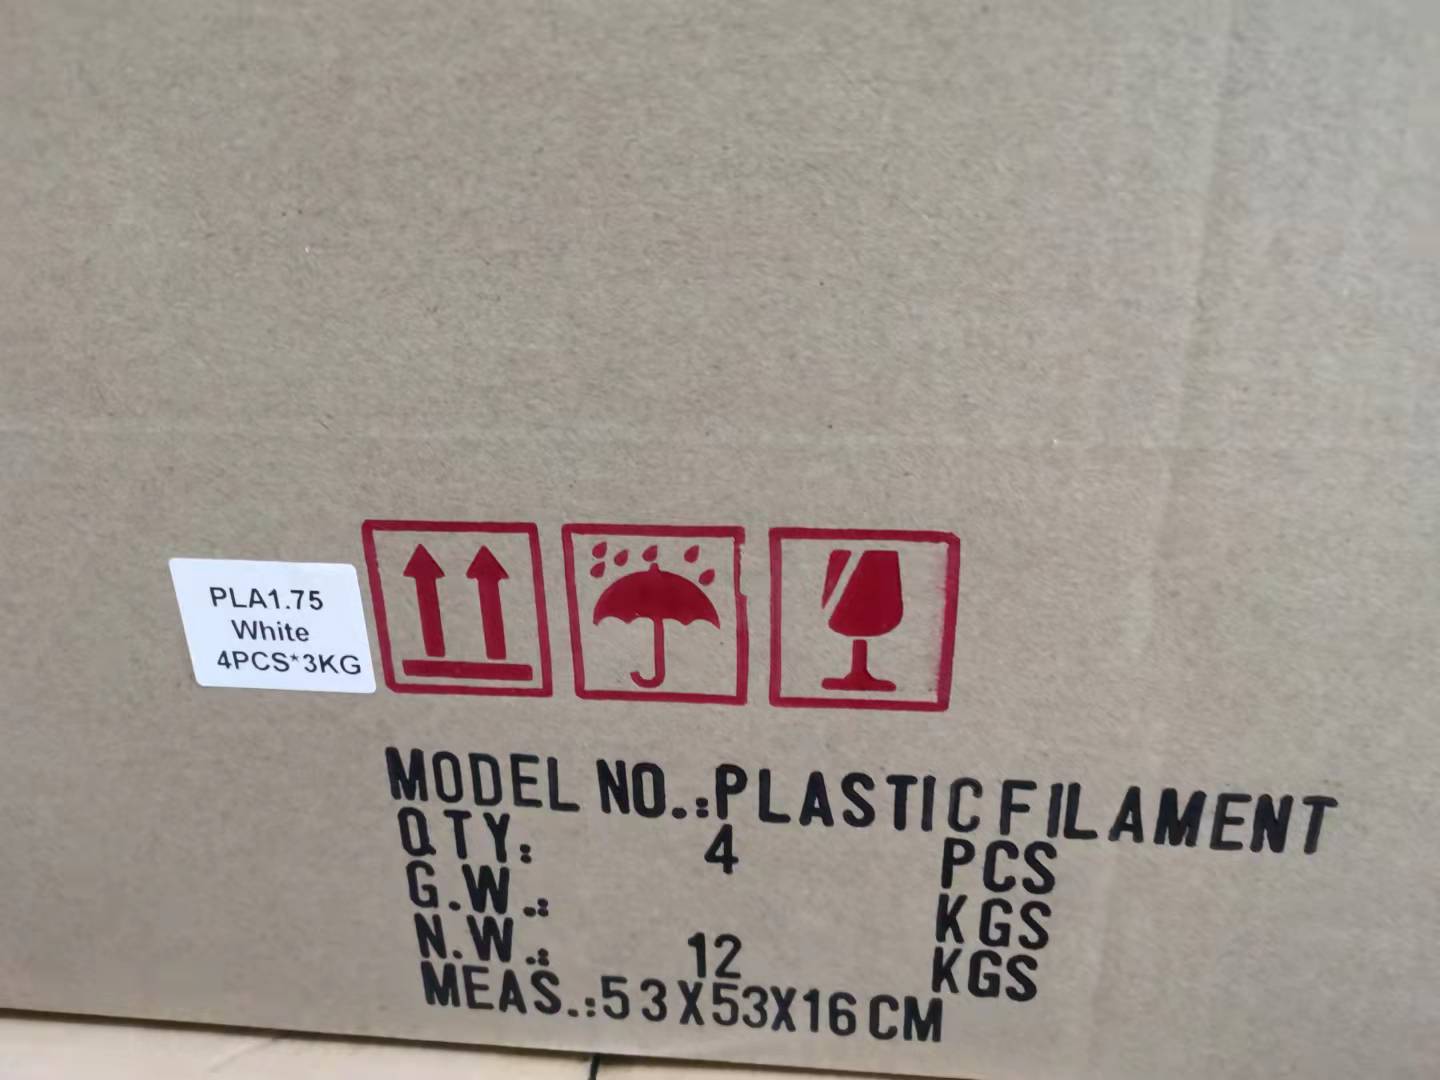 PLA1.75
White
4PCS*3KG
MODEL NO.:PLASTIC FILAMENT
QTY: 4 PCS
G.W.: KGS
N.W.: 12 KGS
MEAS.:53X53X16CM